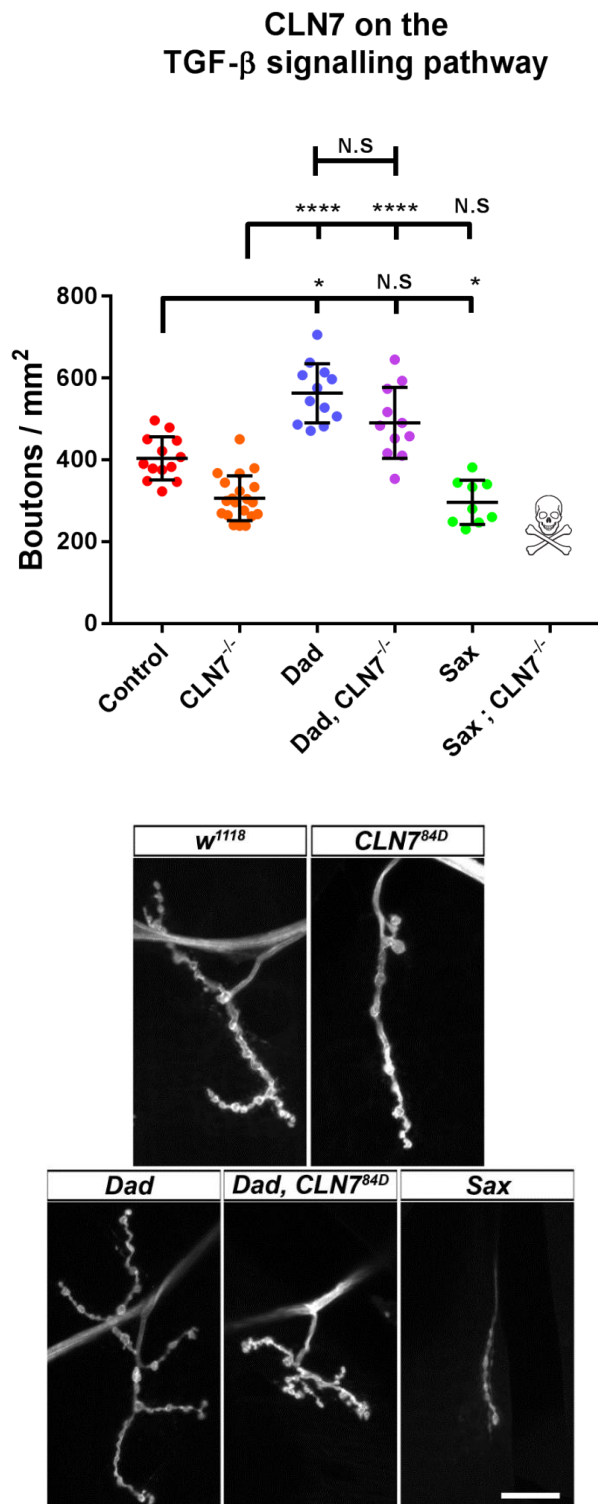 CLN7 on the
TGF-β signalling pathway
N.S
**** **** N.S
* N.S *
Boutons / mm²
800
600
400
200
0
Control
CLN7⁻/⁻
Dad
Dad, CLN7⁻/⁻
Sax
Sax ; CLN7⁻/⁻
w¹¹¹⁸ CLN7⁸⁴ᴰ
Dad Dad, CLN7⁸⁴ᴰ Sax